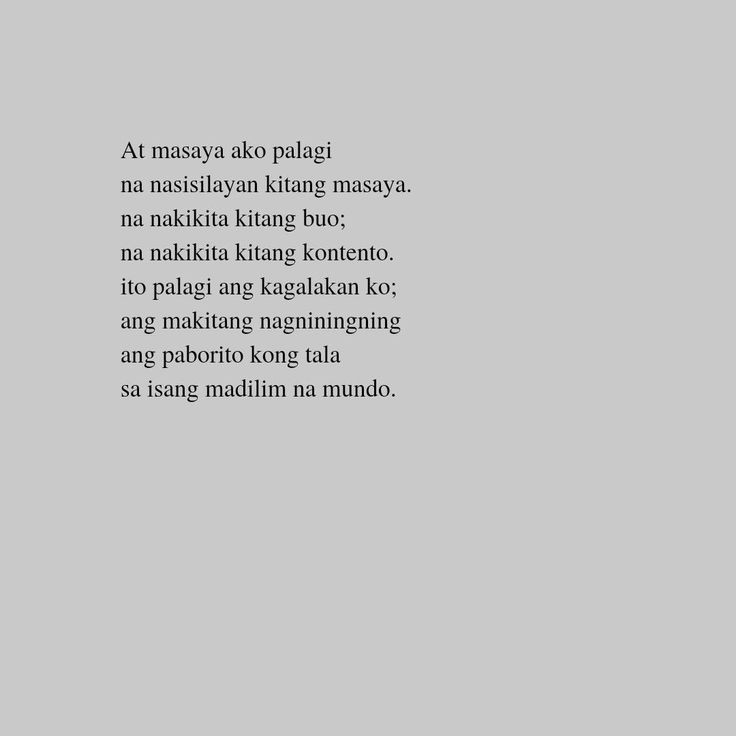 At masaya ako palagi
na nasisilayan kitang masaya.
na nakikita kitang buo;
na nakikita kitang kontento.
ito palagi ang kagalakan ko;
ang makitang nagniningning
ang paborito kong tala
sa isang madilim na mundo.